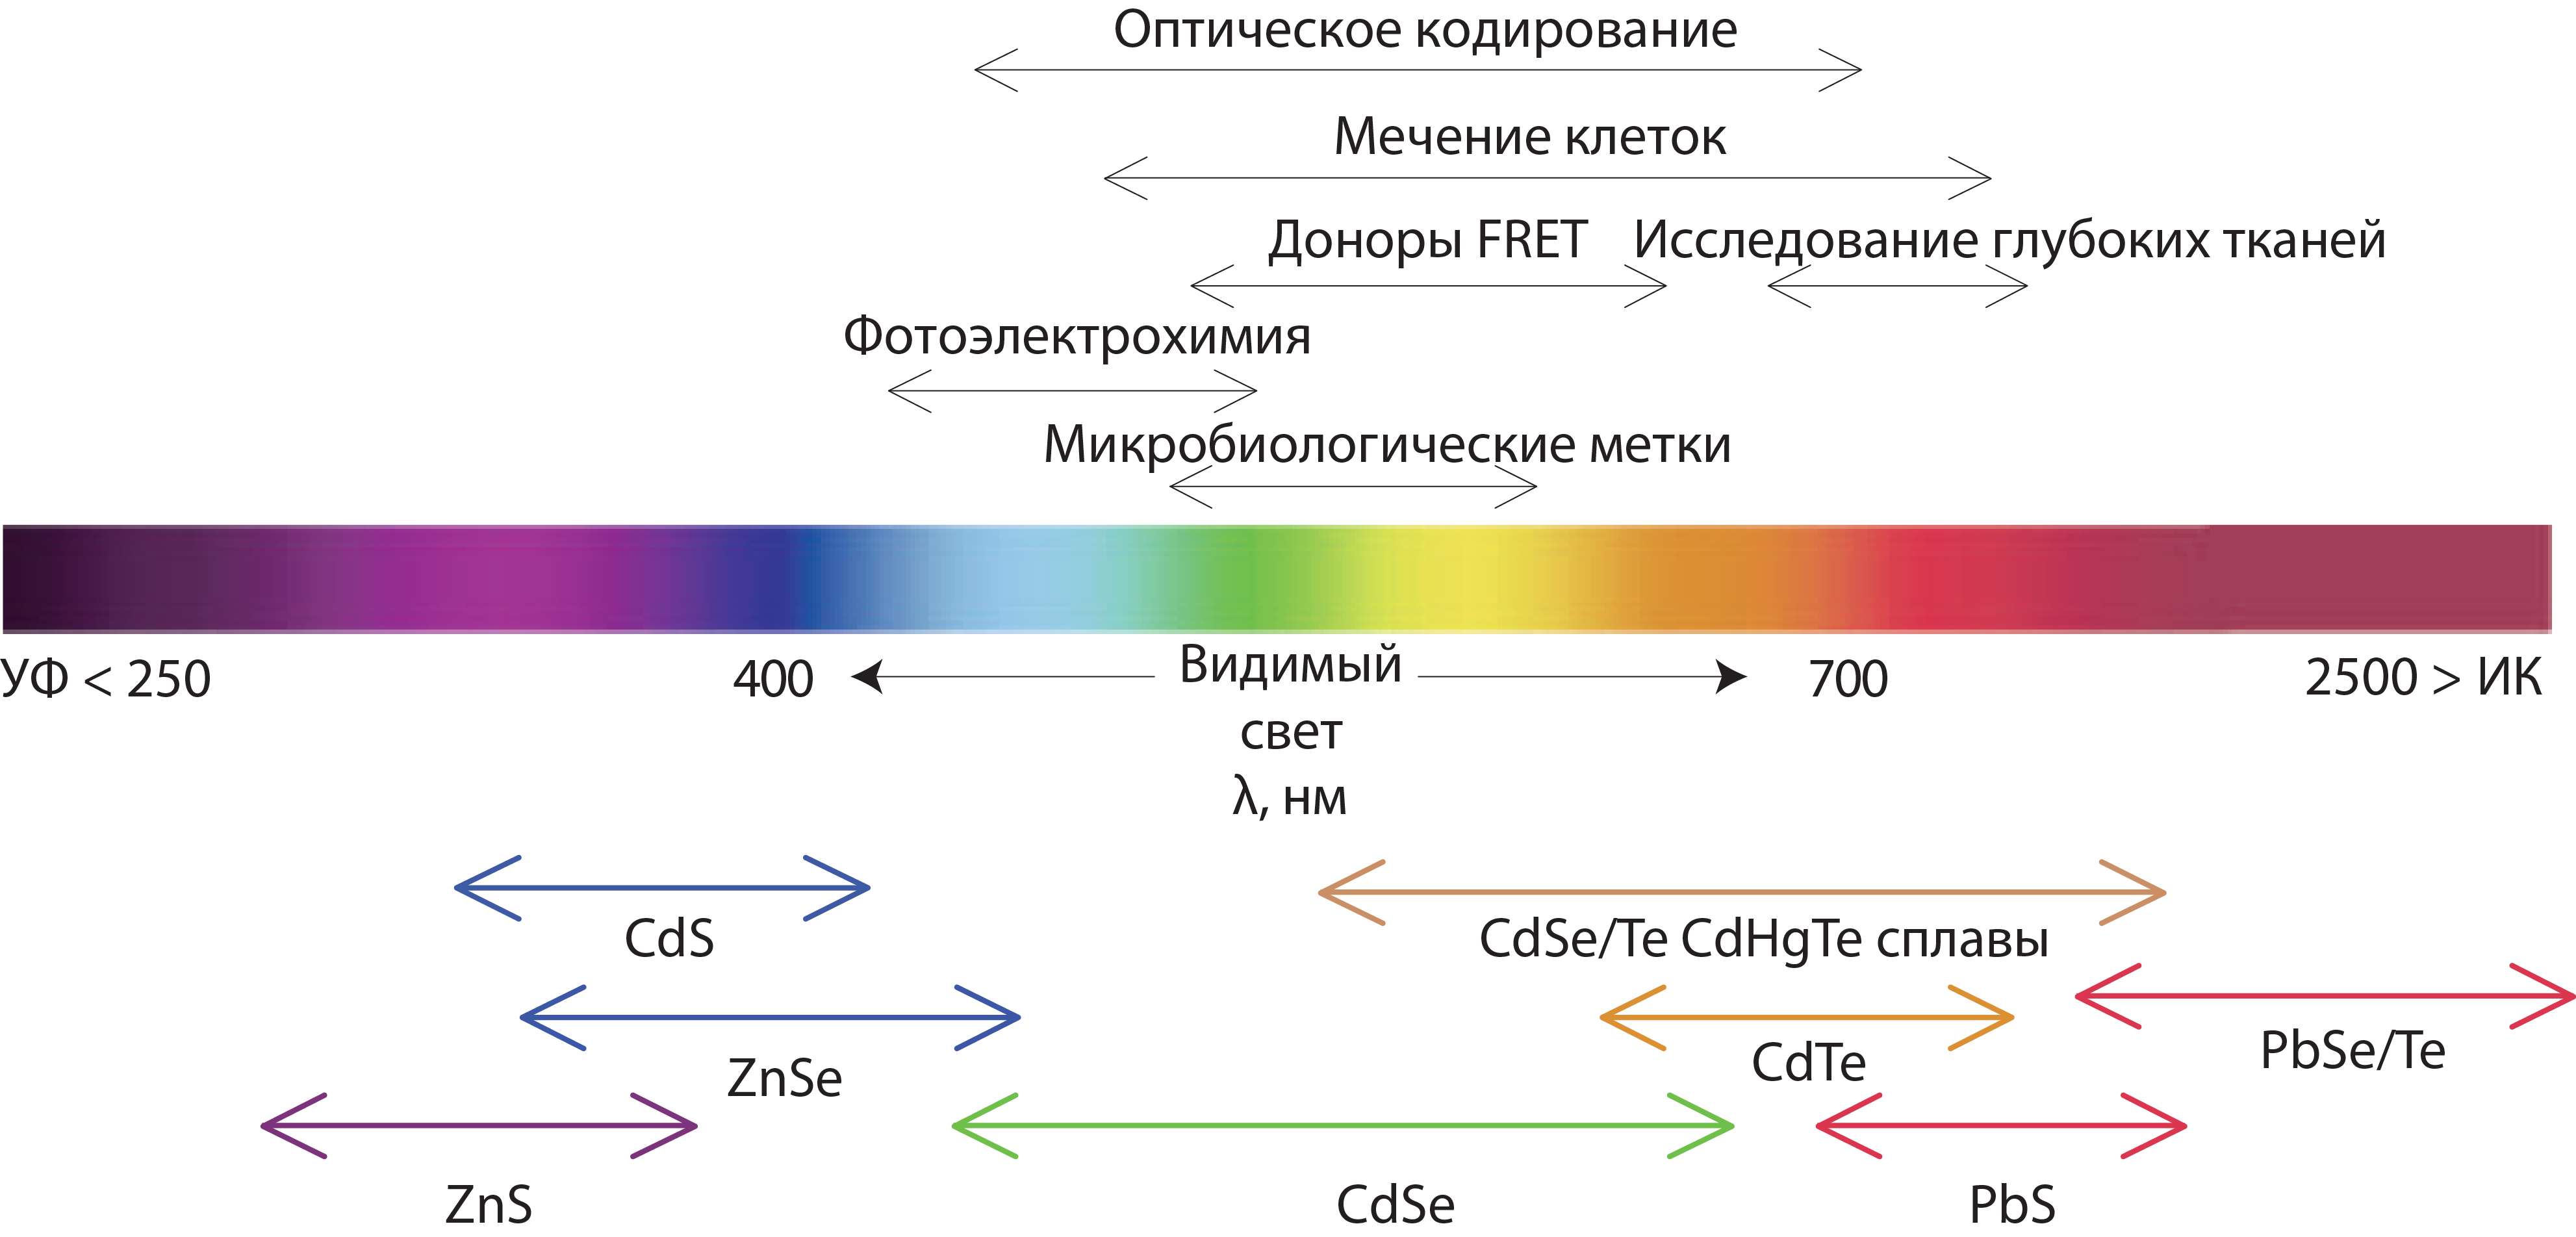 Оптическое кодирование
Мечение клеток
Доноры FRET
Исследование глубоких тканей
Фотоэлектрохимия
Микробиологические метки
УФ < 250
400
Видимый
свет
λ, нм
700
2500 > ИК
CdS
CdSe/Te CdHgTe сплавы
ZnSe
CdTe
PbSe/Te
ZnS
CdSe
PbS